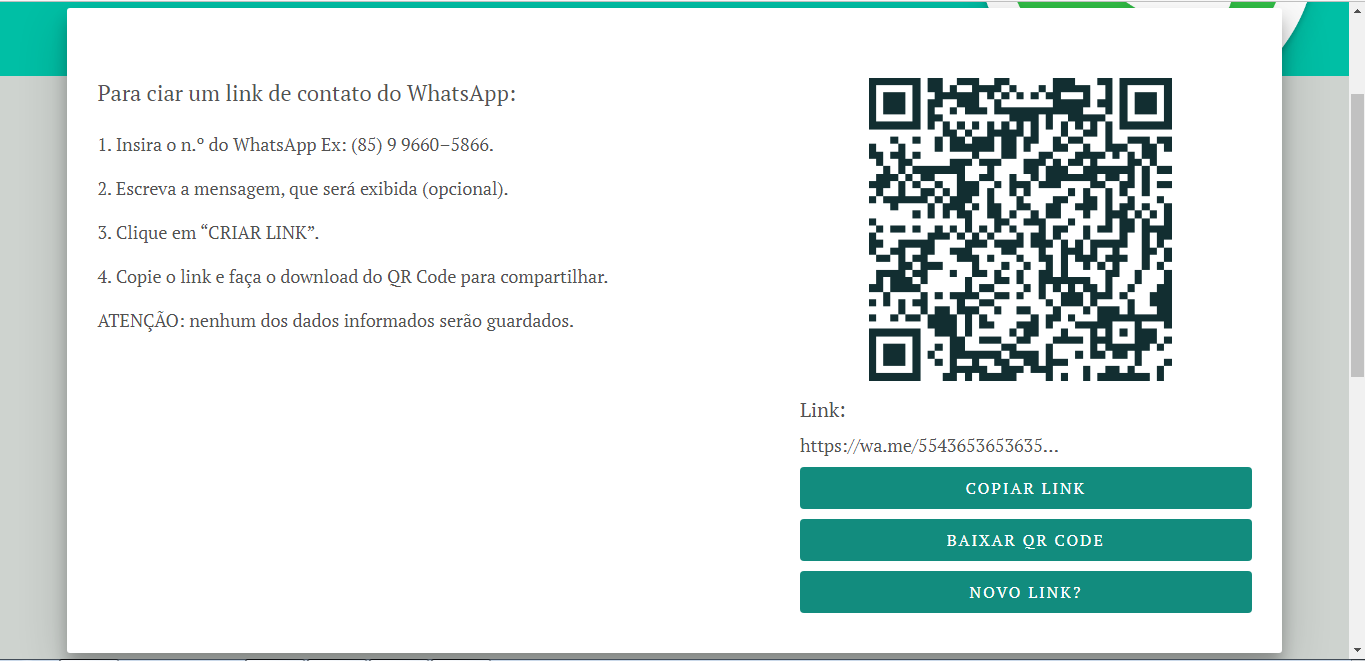 Para ciar um link de contato do WhatsApp:
1. Insira o n.º do WhatsApp Ex: (85) 9 9660–5866.
2. Escreva a mensagem, que será exibida (opcional).
3. Clique em “CRIAR LINK”.
4. Copie o link e faça o download do QR Code para compartilhar.
ATENÇÃO: nenhum dos dados informados serão guardados.
Link:
https://wa.me/5543653653635...
COPIAR LINK
BAIXAR QR CODE
NOVO LINK?